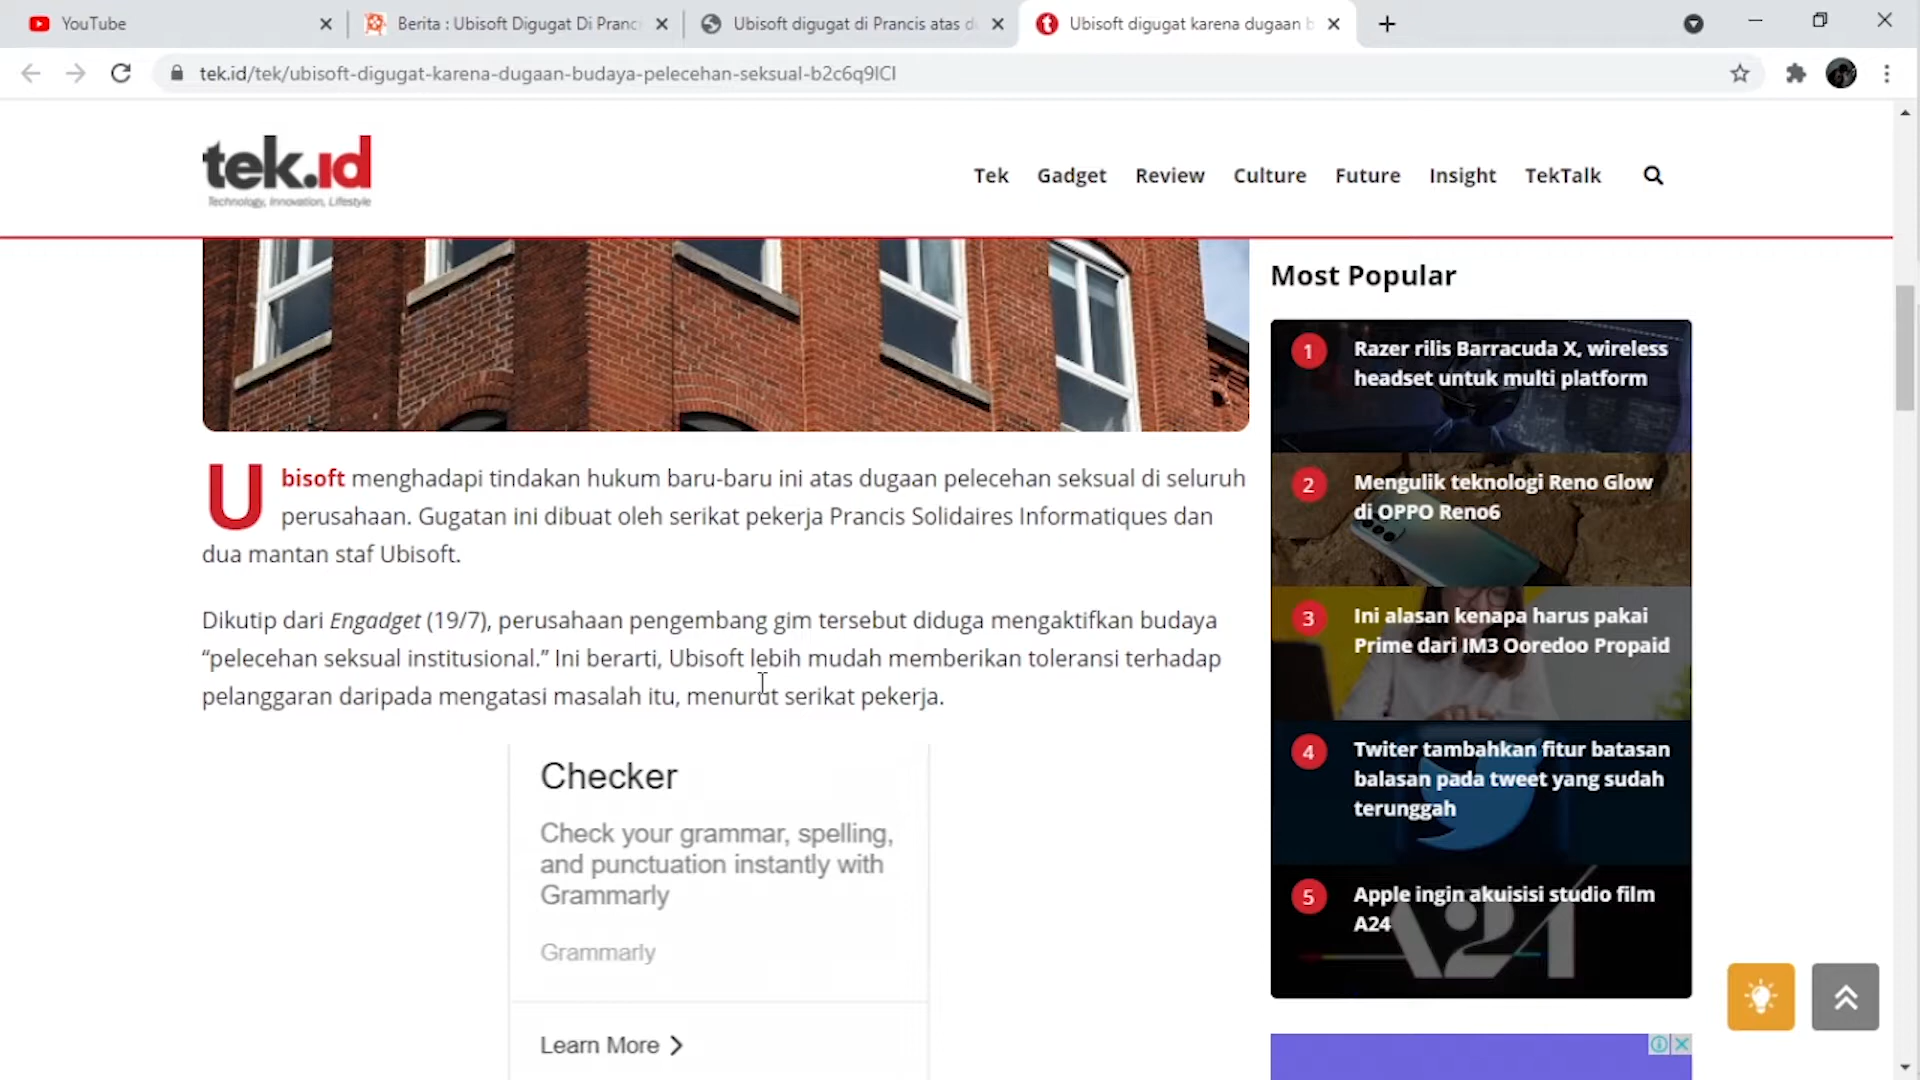 YouTube
Berita : Ubisoft Digugat Di Pranc
Ubisoft digugat di Prancis atas d
Ubisoft digugat karena dugaan b
tek.id/tek/ubisoft-digugat-karena-dugaan-budaya-pelecehan-seksual-b2c6q9lCl
tek.id
Technology, Innovation, Lifestyle
Tek Gadget Review Culture Future Insight TekTalk
Ubisoft menghadapi tindakan hukum baru-baru ini atas dugaan pelecehan seksual di seluruh
perusahaan. Gugatan ini dibuat oleh serikat pekerja Prancis Solidaires Informatiques dan
dua mantan staf Ubisoft.
Dikutip dari Engadget (19/7), perusahaan pengembang gim tersebut diduga mengaktifkan budaya
“pelecehan seksual institusional.” Ini berarti, Ubisoft lebih mudah memberikan toleransi terhadap
pelanggaran daripada mengatasi masalah itu, menurut serikat pekerja.
Checker
Check your grammar, spelling,
and punctuation instantly with
Grammarly
Grammarly
Learn More
Most Popular
1
Razer rilis Barracuda X, wireless
headset untuk multi platform
2
Mengulik teknologi Reno Glow
di OPPO Reno6
3
Ini alasan kenapa harus pakai
Prime dari IM3 Ooredoo Propaid
4
Twiter tambahkan fitur batasan
balasan pada tweet yang sudah
terunggah
5
Apple ingin akuisisi studio film
A24
A24